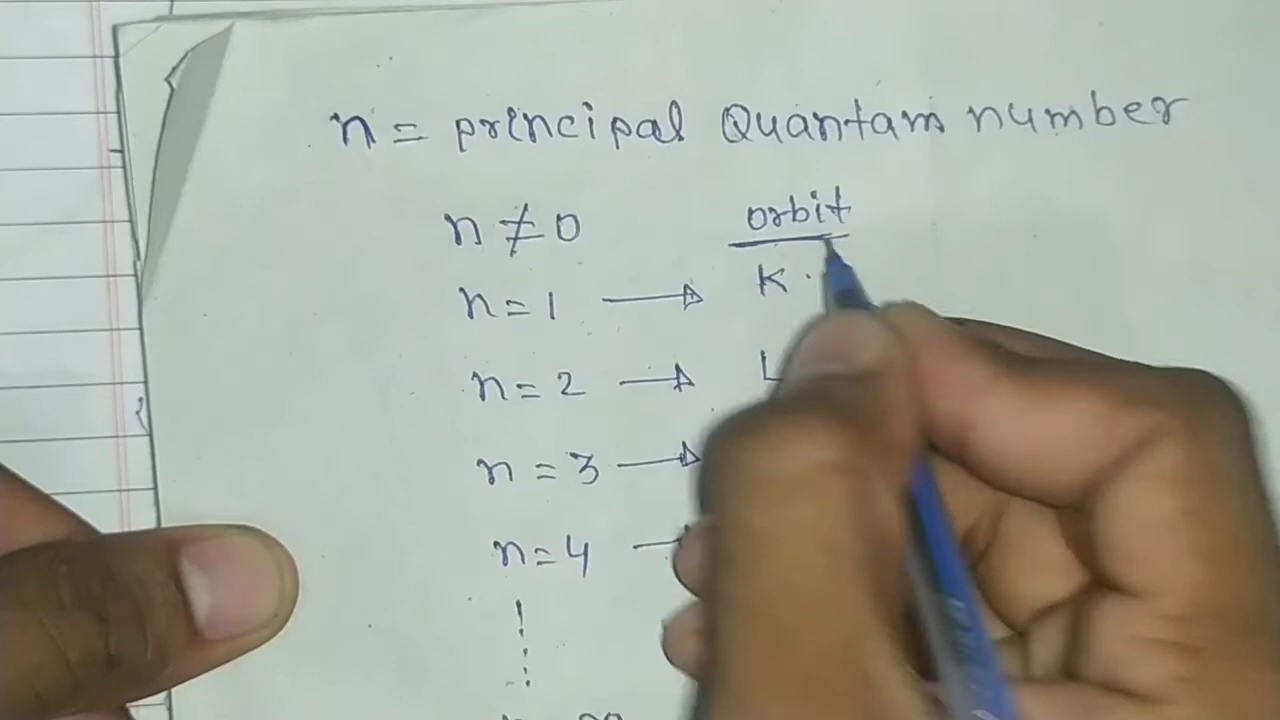 n = principal Quantam number
n ≠ 0
orbit
n = 1 → K
n = 2 → L
n = 3 →
n = 4 →